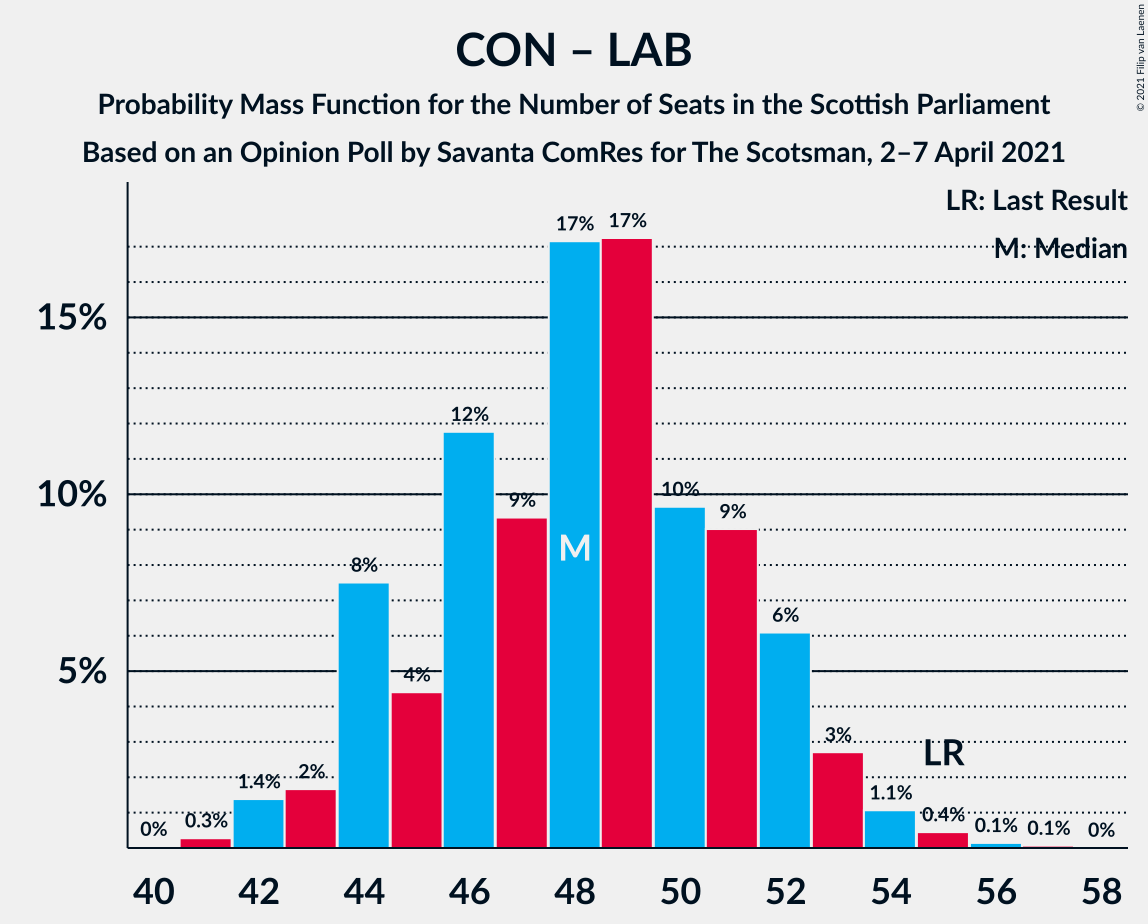 CON – LAB
Probability Mass Function for the Number of Seats in the Scottish Parliament
Based on an Opinion Poll by Savanta ComRes for The Scotsman, 2–7 April 2021
© 2021 Filip van Laenen
LR: Last Result
M: Median
15%
10%
5%
0%
0.3%
1.4%
2%
8%
4%
12%
9%
17%
17%
10%
9%
6%
3%
1.1%
0.4%
0.1%
0.1%
0%
M
LR
40 42 44 46 48 50 52 54 56 58